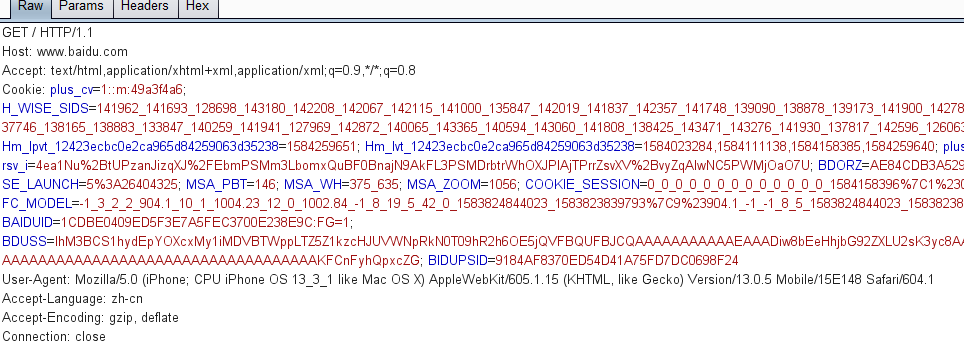 Raw Params Headers Hex
GET / HTTP/1.1
Host: www.baidu.com
Accept: text/html,application/xhtml+xml,application/xml;q=0.9,*/*;q=0.8
Cookie: plus_cv=1::m:49a3f4a6;
H_WISE_SIDS=141962_141693_128698_143180_142208_142067_142115_141000_135847_142019_141837_142357_141748_139090_138878_139173_141900_14278
37746_138165_138883_133847_140259_141941_127969_142872_140065_143365_140594_143060_141808_138425_143471_143276_141930_137817_142596_126063
Hm_lpvt_12423ecbc0e2ca965d84259063d35238=1584259651; Hm_lvt_12423ecbc0e2ca965d84259063d35238=1584023284,1584111138,1584158385,1584259640; plus
rsv_i=4ea1Nu%2BtUPzanJizqXJ%2FEbmPSMm3LbomxQuBF0BnajN9AkFL3PSMDrbtrWhOXJPIAjTPrrZsvXV%2BvyZqAlwNC5PWMjOaO7U; BDORZ=AE84CDB3A529
SE_LAUNCH=5%3A26404325; MSA_PBT=146; MSA_WH=375_635; MSA_ZOOM=1056; COOKIE_SESSION=0_0_0_0_0_0_0_0_0_0_0_0_0_1584158396%7C1%230
FC_MODEL=-1_3_2_2_904.1_10_1_1004.23_12_0_1002.84_-1_8_19_5_42_0_1583824844023_1583823839793%7C9%23904.1_-1_-1_8_5_1583824844023_15838238
BAIDUID=1CDBE0409ED5F3E7A5FEC3700E238E9C:FG=1;
BDUSS=lhM3BCS1hydEpYOXcxMy1iMDVBTWppLTZ5Z1kzcHJUVWNpRkN0T09hR2h6OE5jQVFBQUFBJCQAAAAAAAAAAAEAAADiw8bEeHhjbG92ZXLU2sK3yc8AA
AAAAAAAAAAAAAAAAAAAAAAAAAAAAAAAAAAAAAKFCnFyhQpxcZG; BIDUPSID=9184AF8370ED54D41A75FD7DC0698F24
User-Agent: Mozilla/5.0 (iPhone; CPU iPhone OS 13_3_1 like Mac OS X) AppleWebKit/605.1.15 (KHTML, like Gecko) Version/13.0.5 Mobile/15E148 Safari/604.1
Accept-Language: zh-cn
Accept-Encoding: gzip, deflate
Connection: close